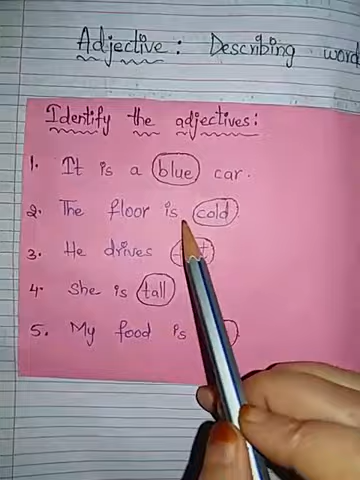 Adjective: Describing word
Identify the adjectives:
1. It is a blue car.
2. The floor is cold.
3. He drives
4. She is tall
5. My food is